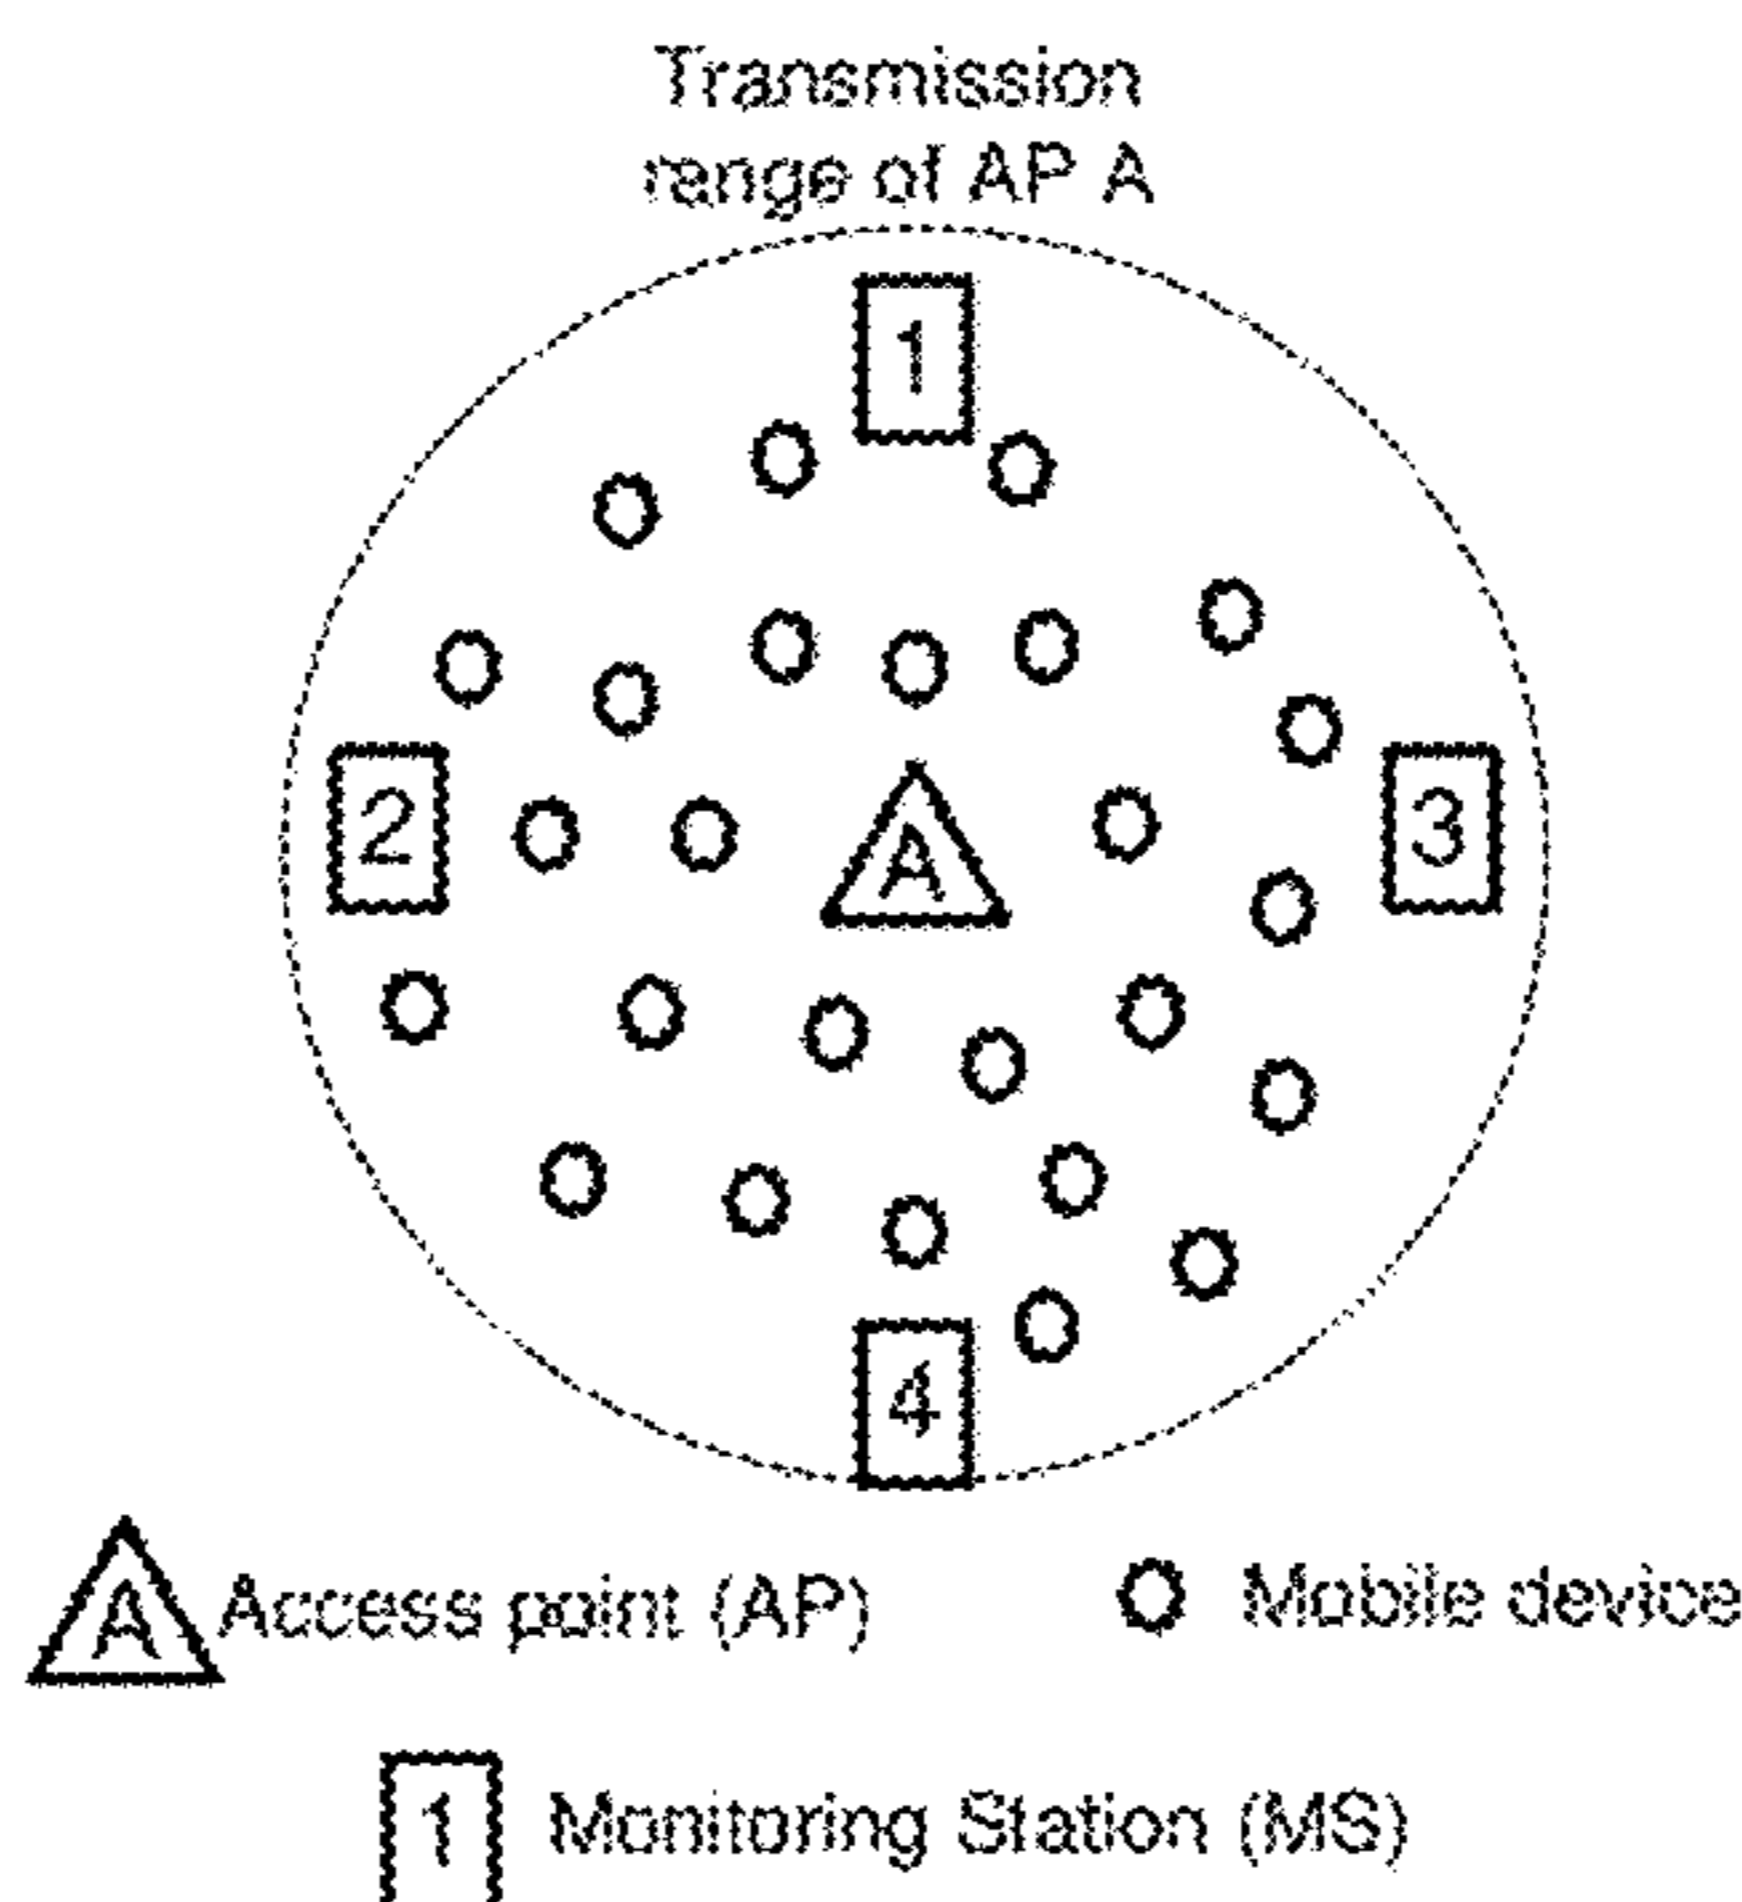 Transmission
range of AP A
1
2
A
3
4
A Access point (AP)
Mobile device
1 Monitoring Station (MS)